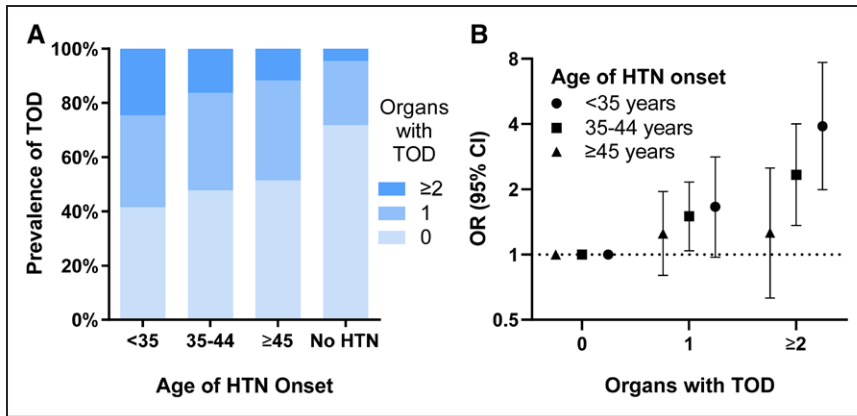 A
100%
80%
60%
40%
20%
0%
Prevalence of TOD
<35
35-44
≥45
No HTN
Age of HTN Onset
Organs
with
TOD
≥2
1
0
B
8
4
2
1
0.5
OR (95% CI)
Age of HTN onset
<35 years
35-44 years
≥45 years
0
1
≥2
Organs with TOD